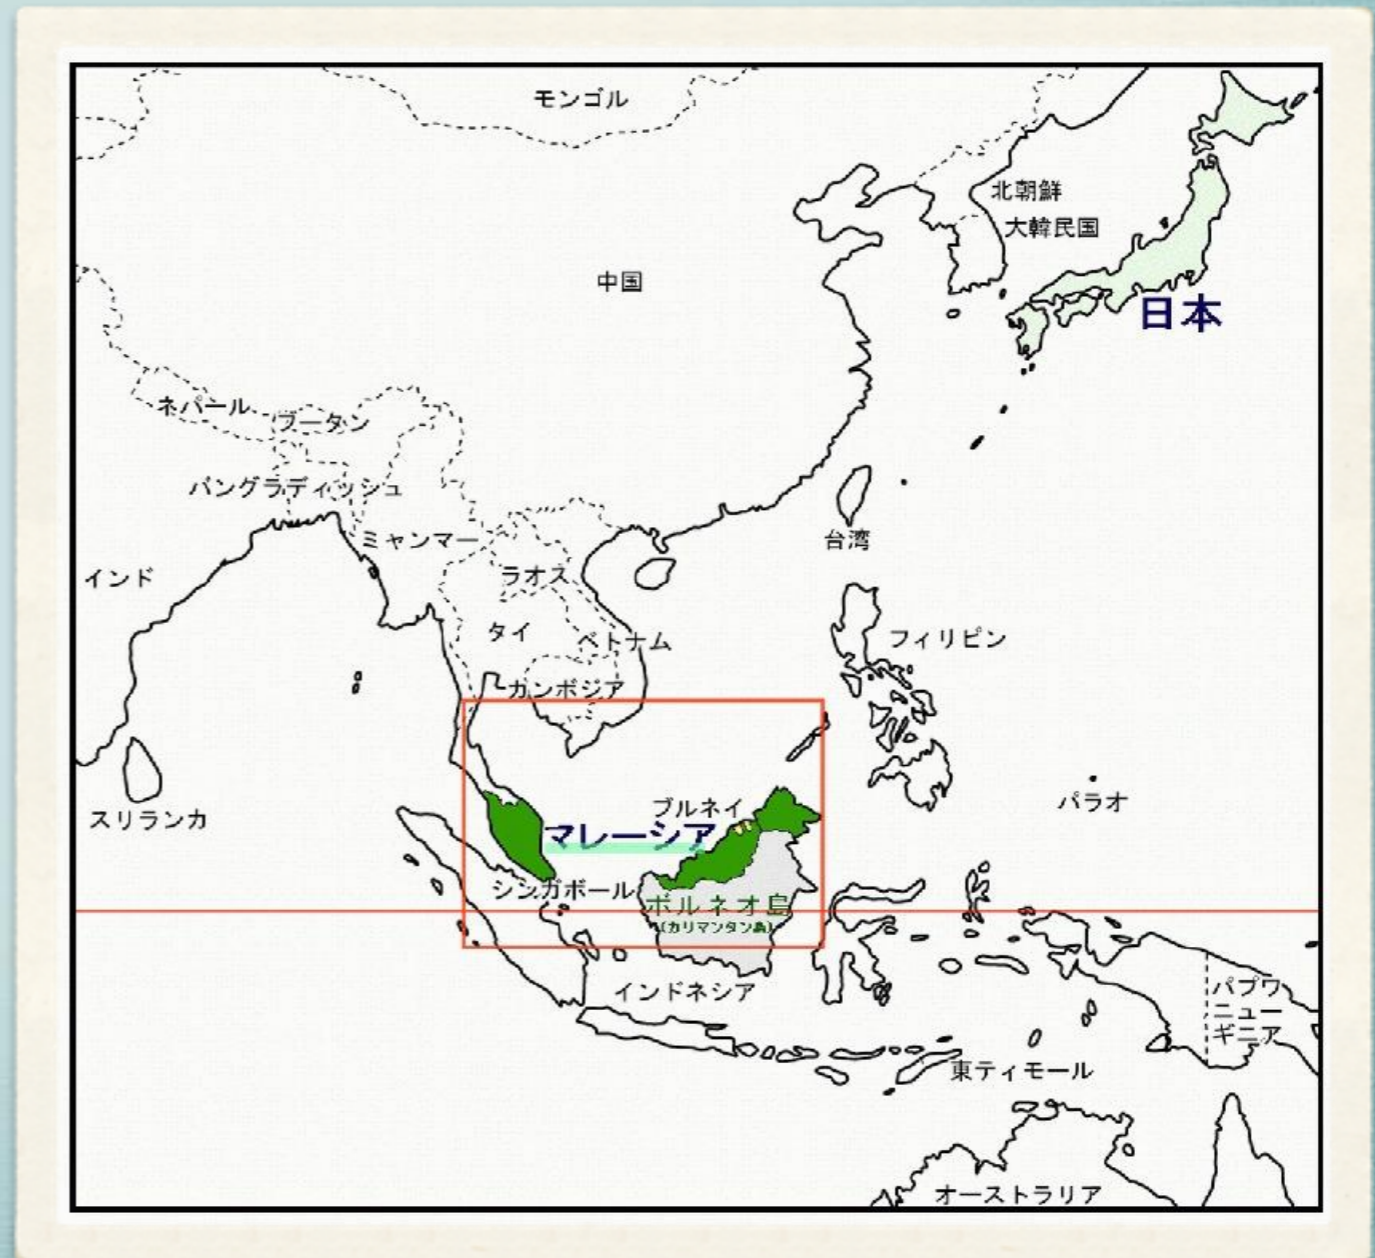 モンゴル
北朝鮮
大韓民国
中国
日本
ネパール
ブータン
バングラディッシュ
ミャンマー
台湾
インド
ラオス
タイ
ベトナム
フィリピン
カンボジア
スリランカ
パラオ
ブルネイ
マレーシア
シンガポール
ボルネオ島
(カリマンタン島)
インドネシア
パプワ
ニュー
ギニア
東ティモール
オーストラリア